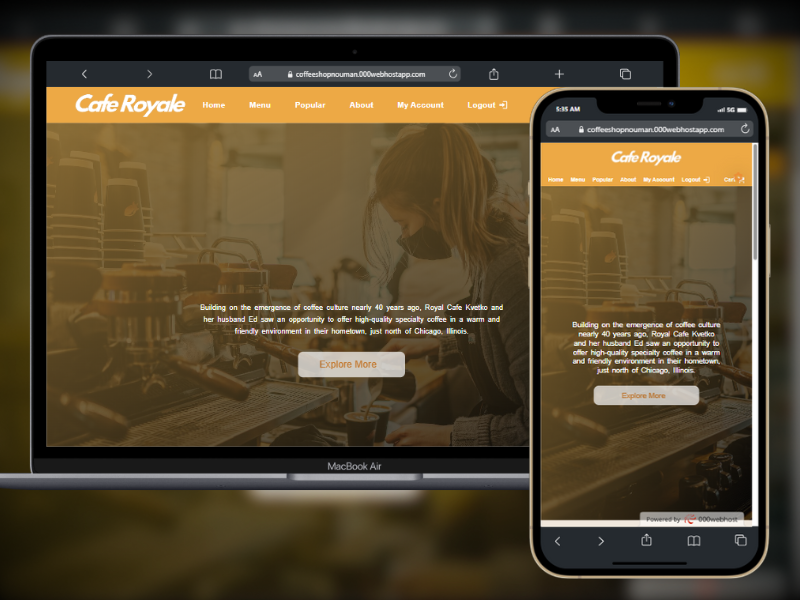 AA coffeeshopnouman.000webhostapp.com
Cafe Royale Home Menu Popular About My Account Logout
Building on the emergence of coffee culture nearly 40 years ago, Royal Cafe Kvetko and
her husband Ed saw an opportunity to offer high-quality specialty coffee in a warm and
friendly environment in their hometown, just north of Chicago, Illinois.
Explore More
MacBook Air
5:35 AM 5G
AA coffeeshopnouman.000webhostapp.com
Cafe Royale
Home Menu Popular About My Account Logout
Building on the emergence of coffee culture
nearly 40 years ago, Royal Cafe Kvetko
and her husband Ed saw an opportunity to
offer high-quality specialty coffee in a warm
and friendly environment in their hometown,
just north of Chicago, Illinois.
Explore More
Powered by 000webhost